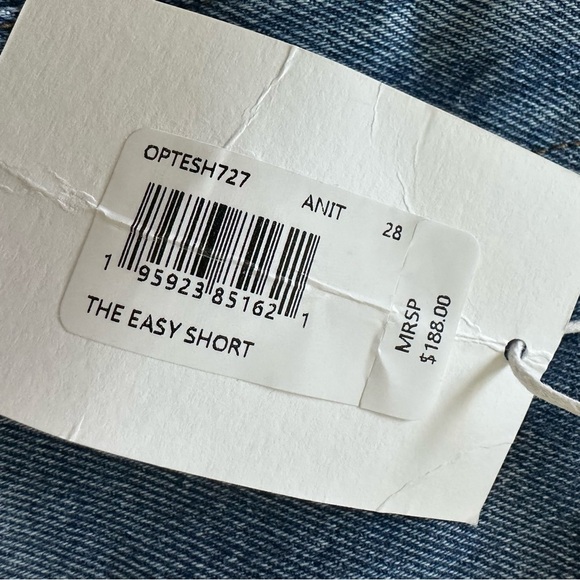 OPTESH727
ANIT 28
1 95923 85162 1
THE EASY SHORT
MRSP
$188.00